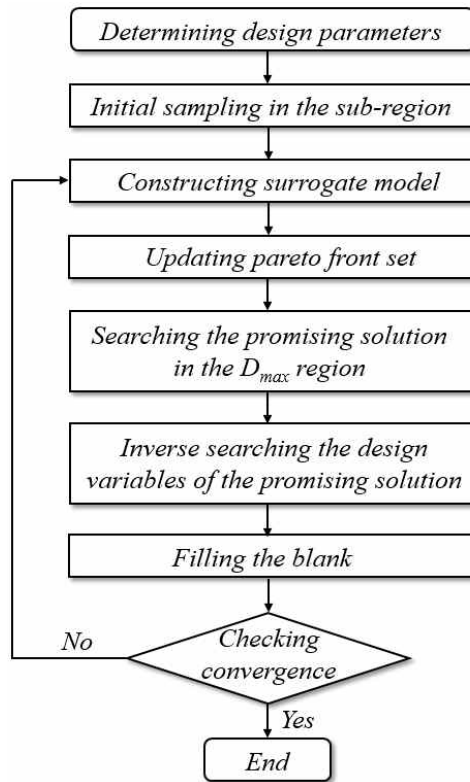 Determining design parameters
Initial sampling in the sub-region
Constructing surrogate model
Updating pareto front set
Searching the promising solution
in the Dmax region
Inverse searching the design
variables of the promising solution
Filling the blank
Checking
convergence
No
Yes
End